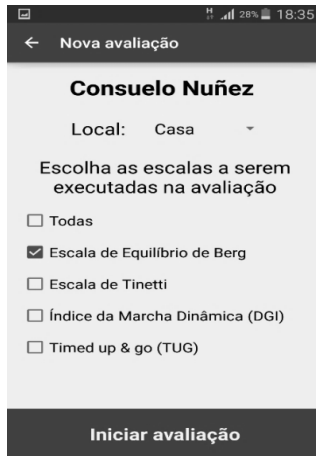 H 28% 18:35
Nova avaliação
Consuelo Nuñez
Local: Casa
Escolha as escalas a serem
executadas na avaliação
Todas
Escala de Equilíbrio de Berg
Escala de Tinetti
Índice da Marcha Dinâmica (DGI)
Timed up & go (TUG)
Iniciar avaliação